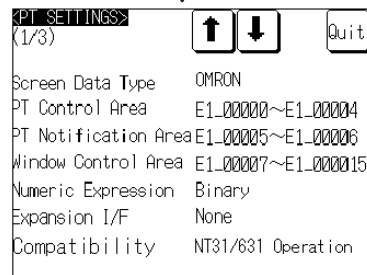 <PT SETTINGS>
(1/3)
Quit
Screen Data Type OMRON
PT Control Area E1_00000~E1_00004
PT Notification Area E1_00005~E1_00006
Window Control Area E1_00007~E1_000015
Numeric Expression Binary
Expansion I/F None
Compatibility NT31/631 Operation